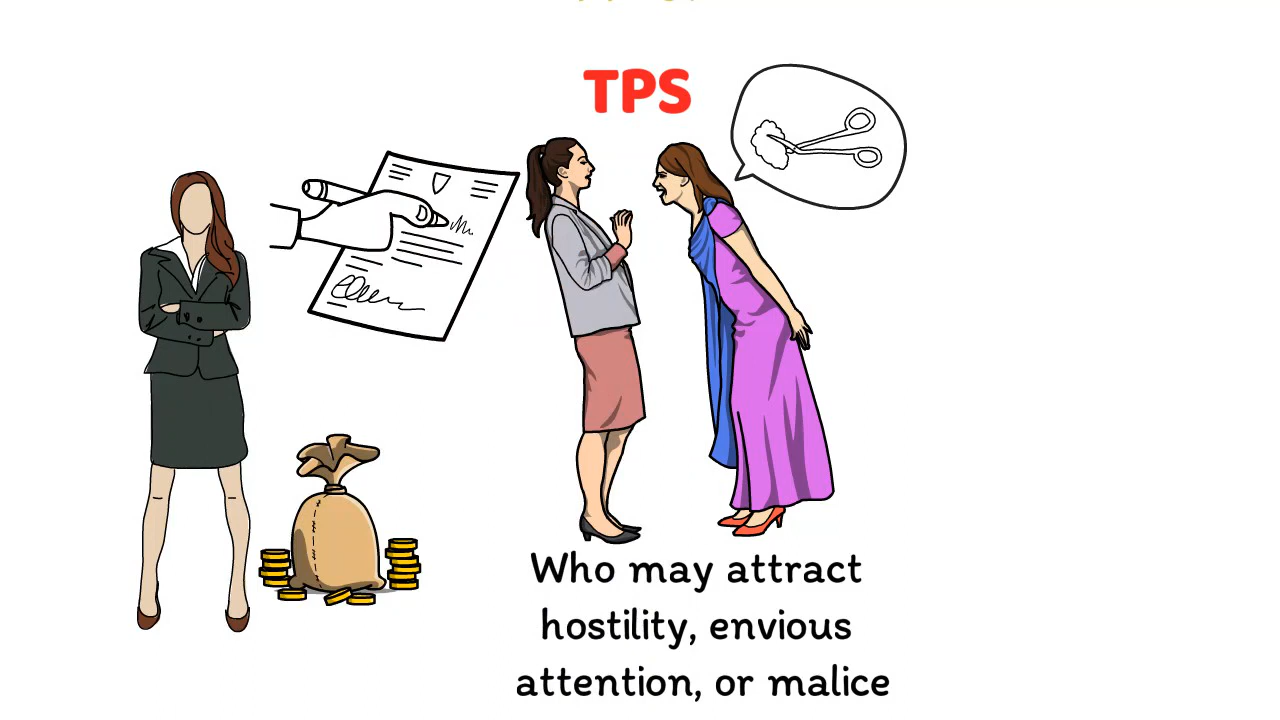 TPS
Who may attract
hostility, envious
attention, or malice